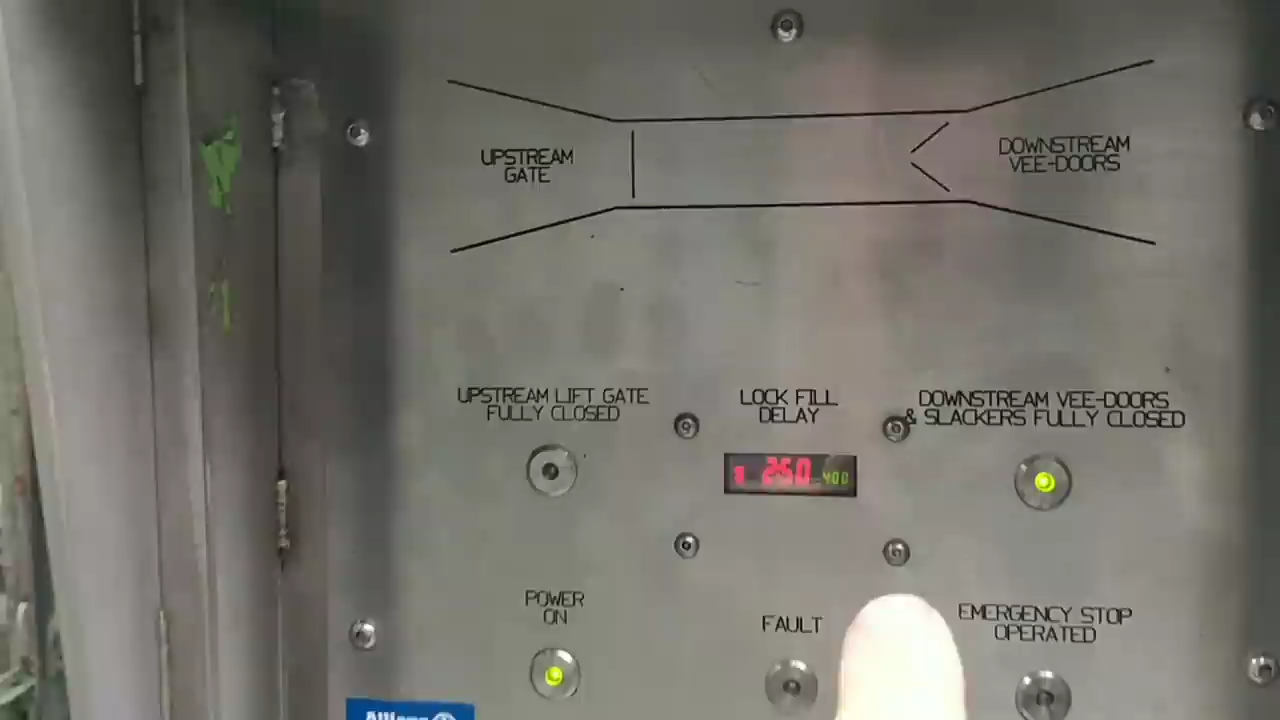 UPSTREAM
GATE
DOWNSTREAM
VEE-DOORS
UPSTREAM LIFT GATE
FULLY CLOSED
LOCK FILL
DELAY
DOWNSTREAM VEE-DOORS
& SLACKERS FULLY CLOSED
250 400
POWER
ON
FAULT
EMERGENCY STOP
OPERATED